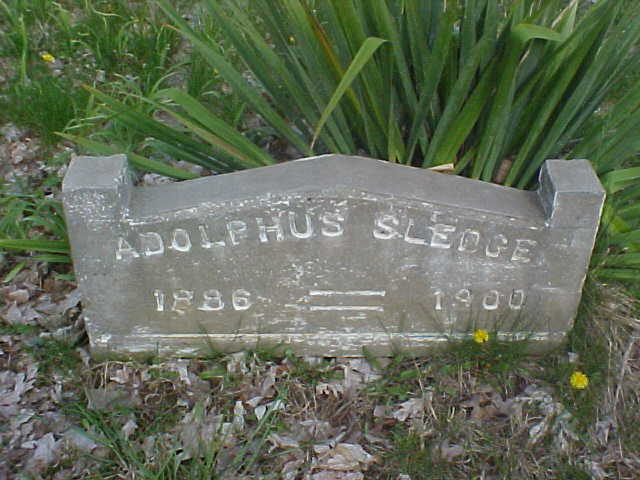 ADOLPHUS SLEDGE
1886 = 1900